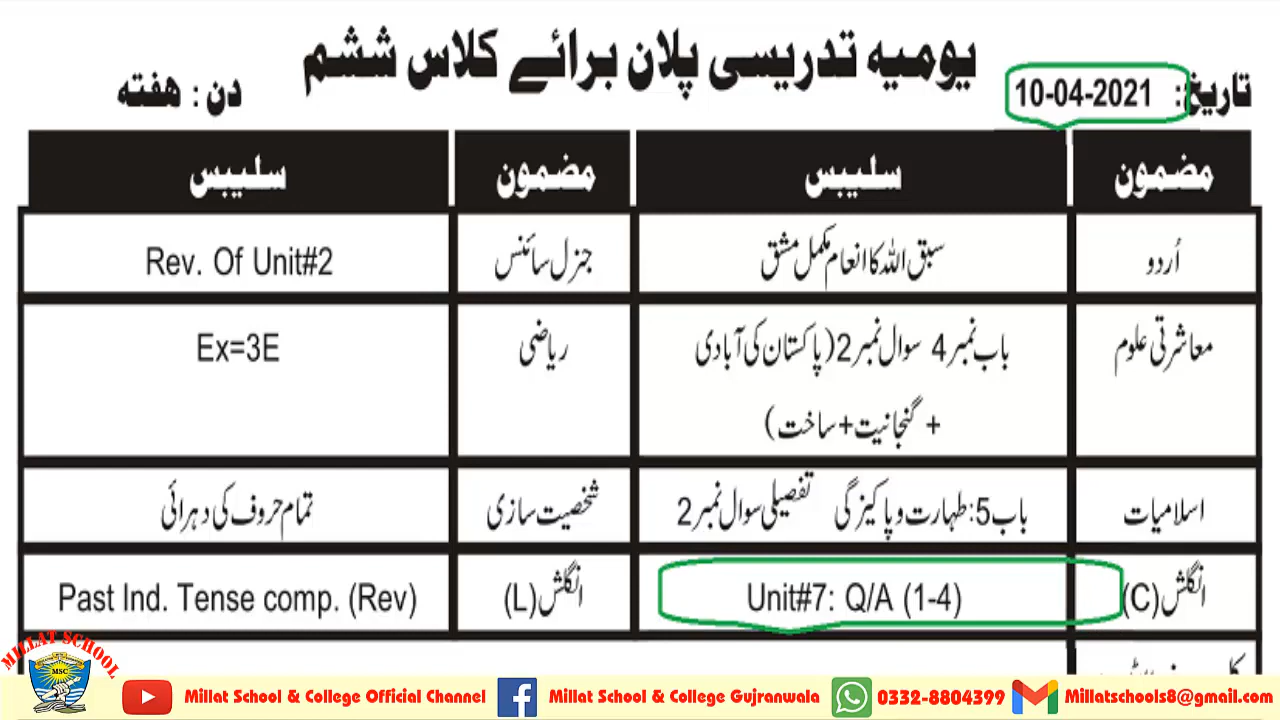 یومیہ تدریسی پلان برائے کلاس ششم
تاریخ: 10-04-2021
دن : ھفتہ
مضمون سلیبس مضمون سلیبس
اُردو سبق اللہ کا انعام مکمل مشق جنرل سائنس Rev. Of Unit#2
معاشرتی علوم باب نمبر 4 سوال نمبر 2 (پاکستان کی آبادی ریاضی Ex=3E
+ گنجانیت + ساخت)
اسلامیات باب 5: طہارت و پاکیزگی تفصیلی سوال نمبر 2 شخصیت سازی تمام حروف کی دہرائی
انگلش (C) Unit#7: Q/A (1-4) انگلش (L) Past Ind. Tense comp. (Rev)
MILLAT SCHOOL
MSC
Millat School & College Official Channel
Millat School & College Gujranwala
0332-8804399
Millatschools8@gmail.com